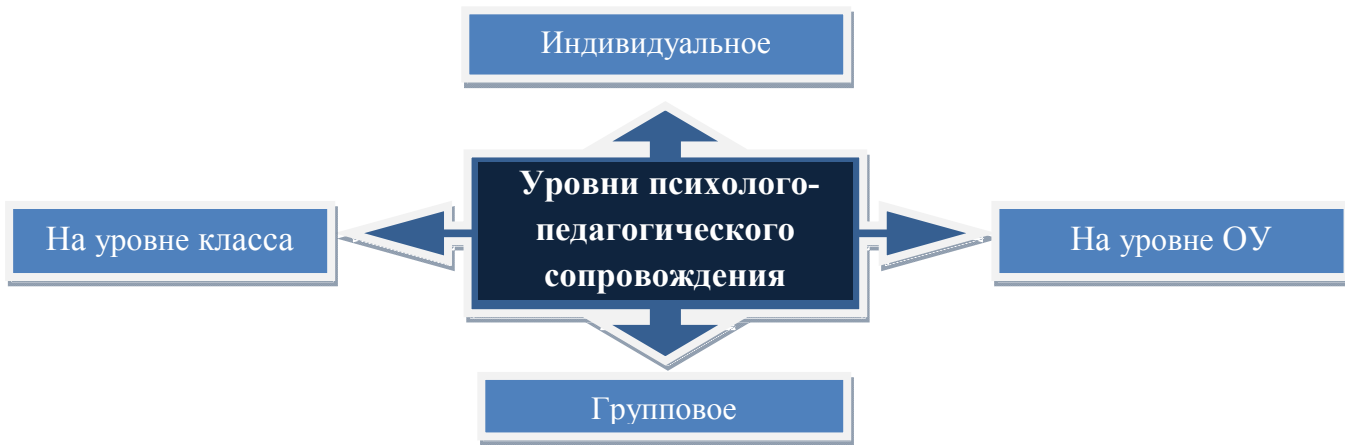 Индивидуальное
Уровни психолого-
педагогического
сопровождения
На уровне класса
На уровне ОУ
Групповое